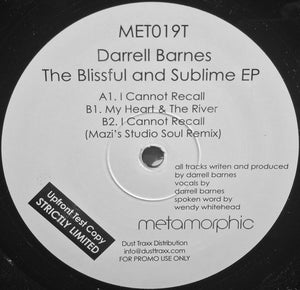 MET019T
Darrell Barnes
The Blissful and Sublime EP
A1. I Cannot Recall
B1. My Heart & The River
B2. I Cannot Recall
(Mazi's Studio Soul Remix)
all tracks writen and produced
by darrell barnes
vocals by
darrell barnes
spoken word by
wendy whitehead
metamorphic
Upfront Test Copy
STRICTLY LIMITED
Dust Traxx Distribution
info@dusttraxx.com
FOR PROMO USE ONLY